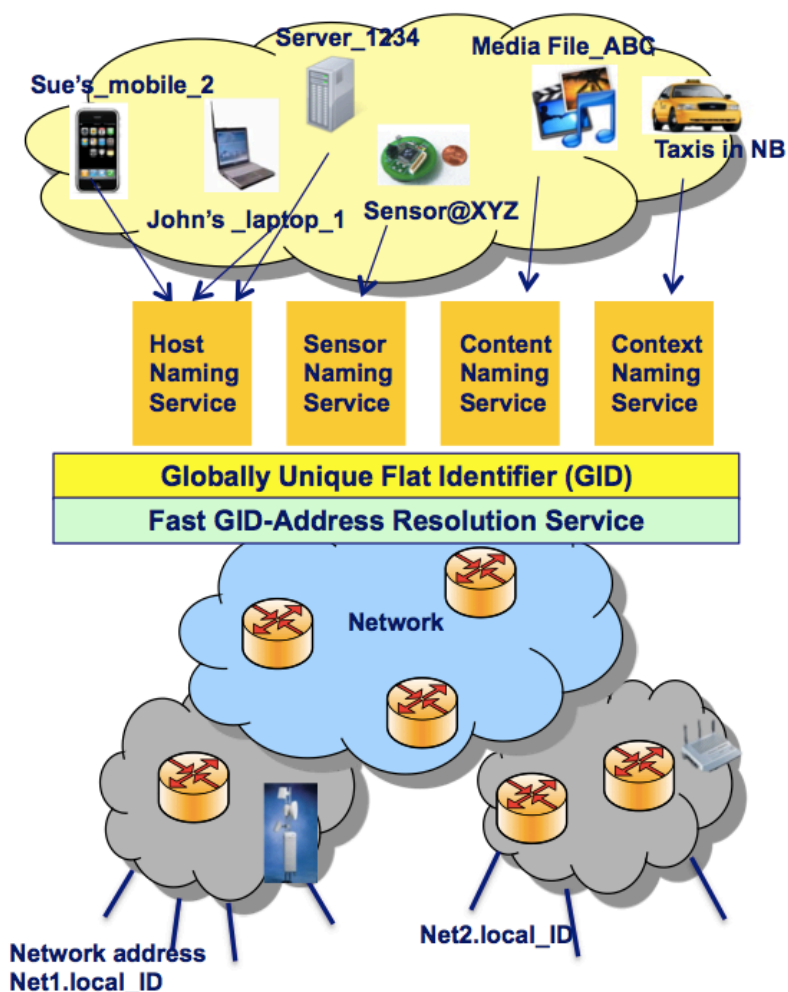 Server_1234
Media File_ABC
Sue's_mobile_2
Taxis in NB
John's _laptop_1
Sensor@XYZ
Host
Naming
Service
Sensor
Naming
Service
Content
Naming
Service
Context
Naming
Service
Globally Unique Flat Identifier (GID)
Fast GID-Address Resolution Service
Network
Net2.local_ID
Network address
Net1.local_ID